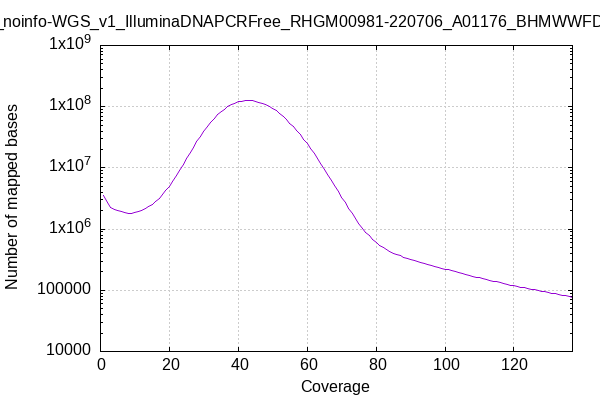 _noinfo-WGS_v1_IlluminaDNAPCRFree_RHGM00981-220706_A01176_BHMWWFD
1x10⁹
1x10⁸
1x10⁷
1x10⁶
100000
10000
Number of mapped bases
0 20 40 60 80 100 120
Coverage